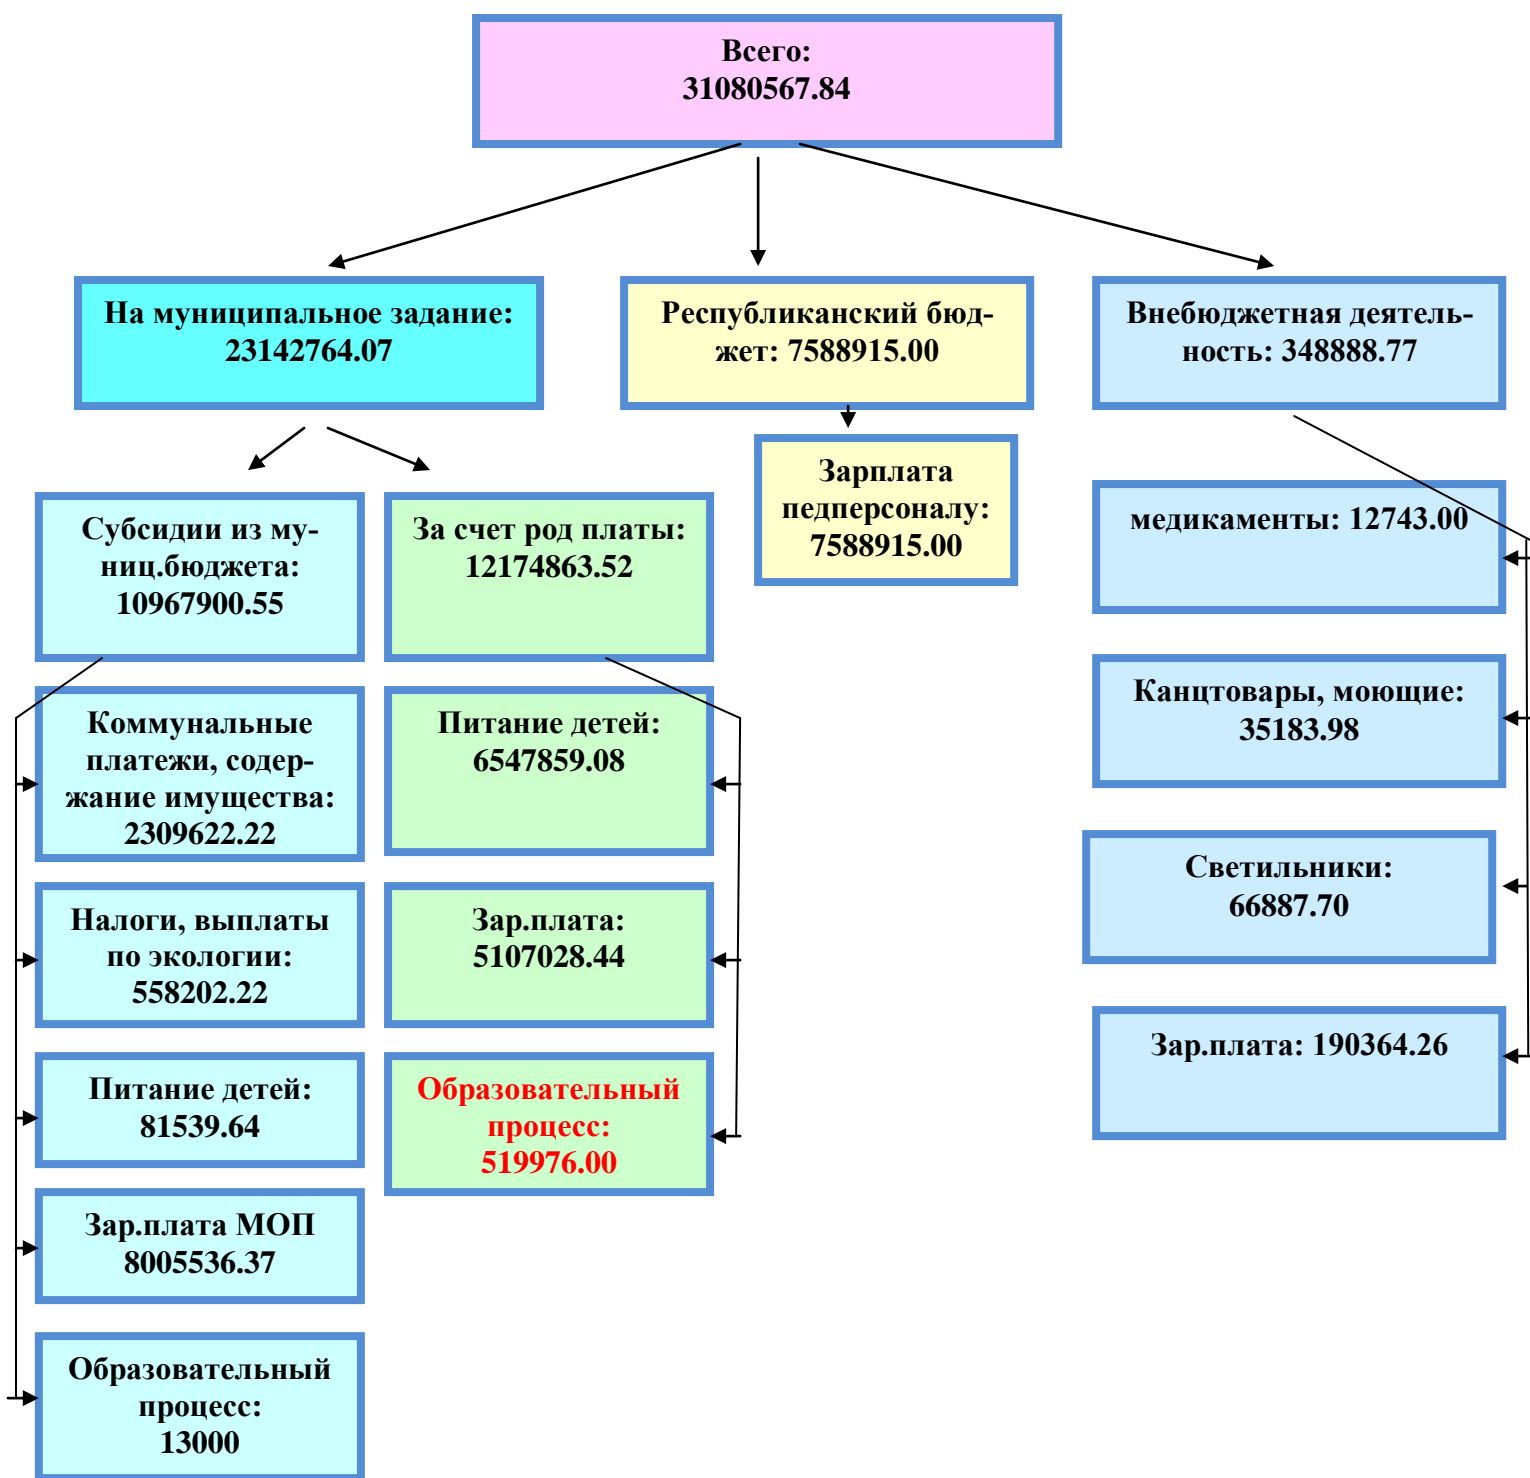 Всего:
31080567.84
На муниципальное задание:
23142764.07
Республиканский бюд-
жет: 7588915.00
Внебюджетная деятель-
ность: 348888.77
Зарплата
педперсоналу:
7588915.00
Субсидии из му-
ниц.бюджета:
10967900.55
За счет род платы:
12174863.52
медикаменты: 12743.00
Коммунальные
платежи, содер-
жание имущества:
2309622.22
Питание детей:
6547859.08
Канцтовары, моющие:
35183.98
Светильники:
66887.70
Налоги, выплаты
по экологии:
558202.22
Зар.плата:
5107028.44
Зар.плата: 190364.26
Питание детей:
81539.64
Образовательный
процесс:
519976.00
Зар.плата МОП
8005536.37
Образовательный
процесс:
13000